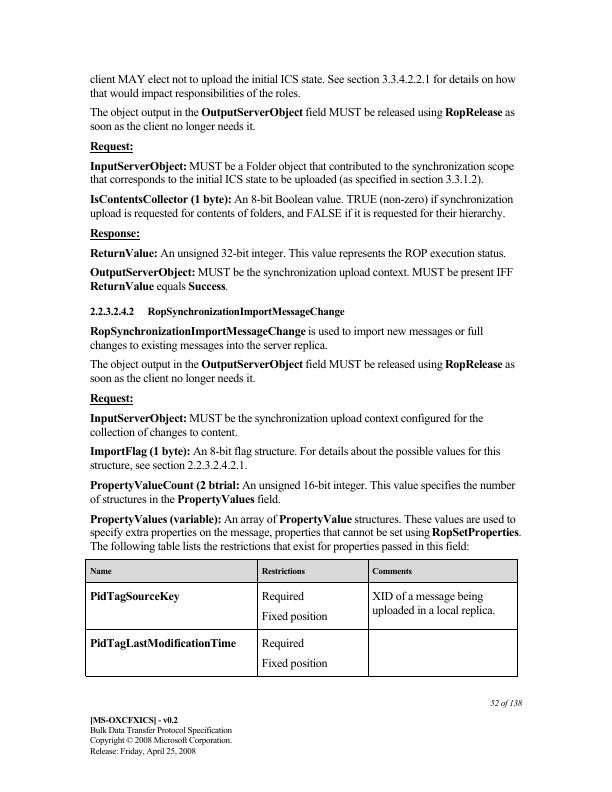 client MAY elect not to upload the initial ICS state. See section 3.3.4.2.2.1 for details on how
that would impact responsibilities of the roles.
The object output in the OutputServerObject field MUST be released using RopRelease as
soon as the client no longer needs it.
Request:
InputServerObject: MUST be a Folder object that contributed to the synchronization scope
that corresponds to the initial ICS state to be uploaded (as specified in section 3.3.1.2).
IsContentsCollector (1 byte): An 8-bit Boolean value. TRUE (non-zero) if synchronization
upload is requested for contents of folders, and FALSE if it is requested for their hierarchy.
Response:
ReturnValue: An unsigned 32-bit integer. This value represents the ROP execution status.
OutputServerObject: MUST be the synchronization upload context. MUST be present IFF
ReturnValue equals Success.
2.2.3.2.4.2 RopSynchronizationImportMessageChange
RopSynchronizationImportMessageChange is used to import new messages or full
changes to existing messages into the server replica.
The object output in the OutputServerObject field MUST be released using RopRelease as
soon as the client no longer needs it.
Request:
InputServerObject: MUST be the synchronization upload context configured for the
collection of changes to content.
ImportFlag (1 byte): An 8-bit flag structure. For details about the possible values for this
structure, see section 2.2.3.2.4.2.1.
PropertyValueCount (2 btrial: An unsigned 16-bit integer. This value specifies the number
of structures in the PropertyValues field.
PropertyValues (variable): An array of PropertyValue structures. These values are used to
specify extra properties on the message, properties that cannot be set using RopSetProperties.
The following table lists the restrictions that exist for properties passed in this field:
Name Restrictions Comments
PidTagSourceKey Required XID of a message being
Fixed position uploaded in a local replica.
PidTagLastModificationTime Required
Fixed position
52 of 138
[MS-OXCFXICS] - v0.2
Bulk Data Transfer Protocol Specification
Copyright © 2008 Microsoft Corporation.
Release: Friday, April 25, 2008